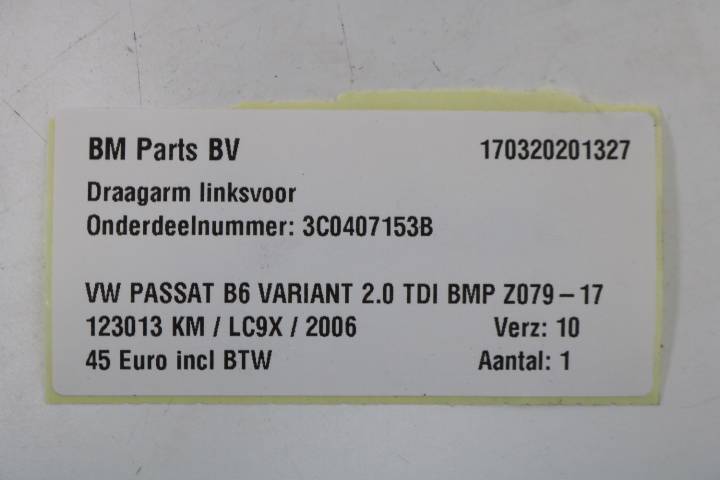 BM Parts BV 170320201327
Draagarm linksvoor
Onderdeelnummer: 3C0407153B
VW PASSAT B6 VARIANT 2.0 TDI BMP Z079-17
123013 KM / LC9X / 2006 Verz: 10
45 Euro incl BTW Aantal: 1